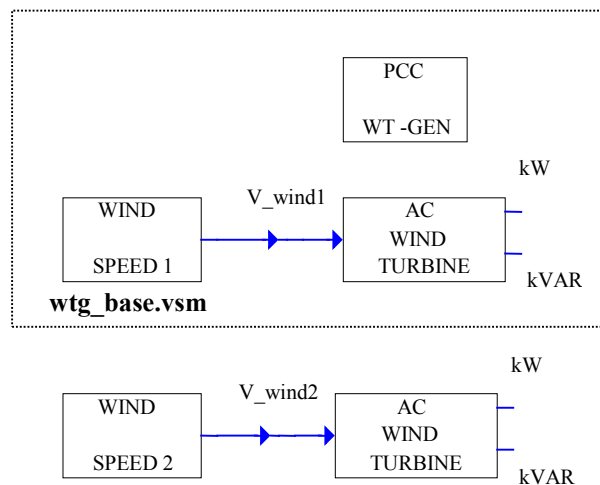 PCC
WT -GEN
kW
V_wind1
WIND
SPEED 1
AC
WIND
TURBINE
kVAR
wtg_base.vsm
kW
V_wind2
WIND
SPEED 2
AC
WIND
TURBINE
kVAR